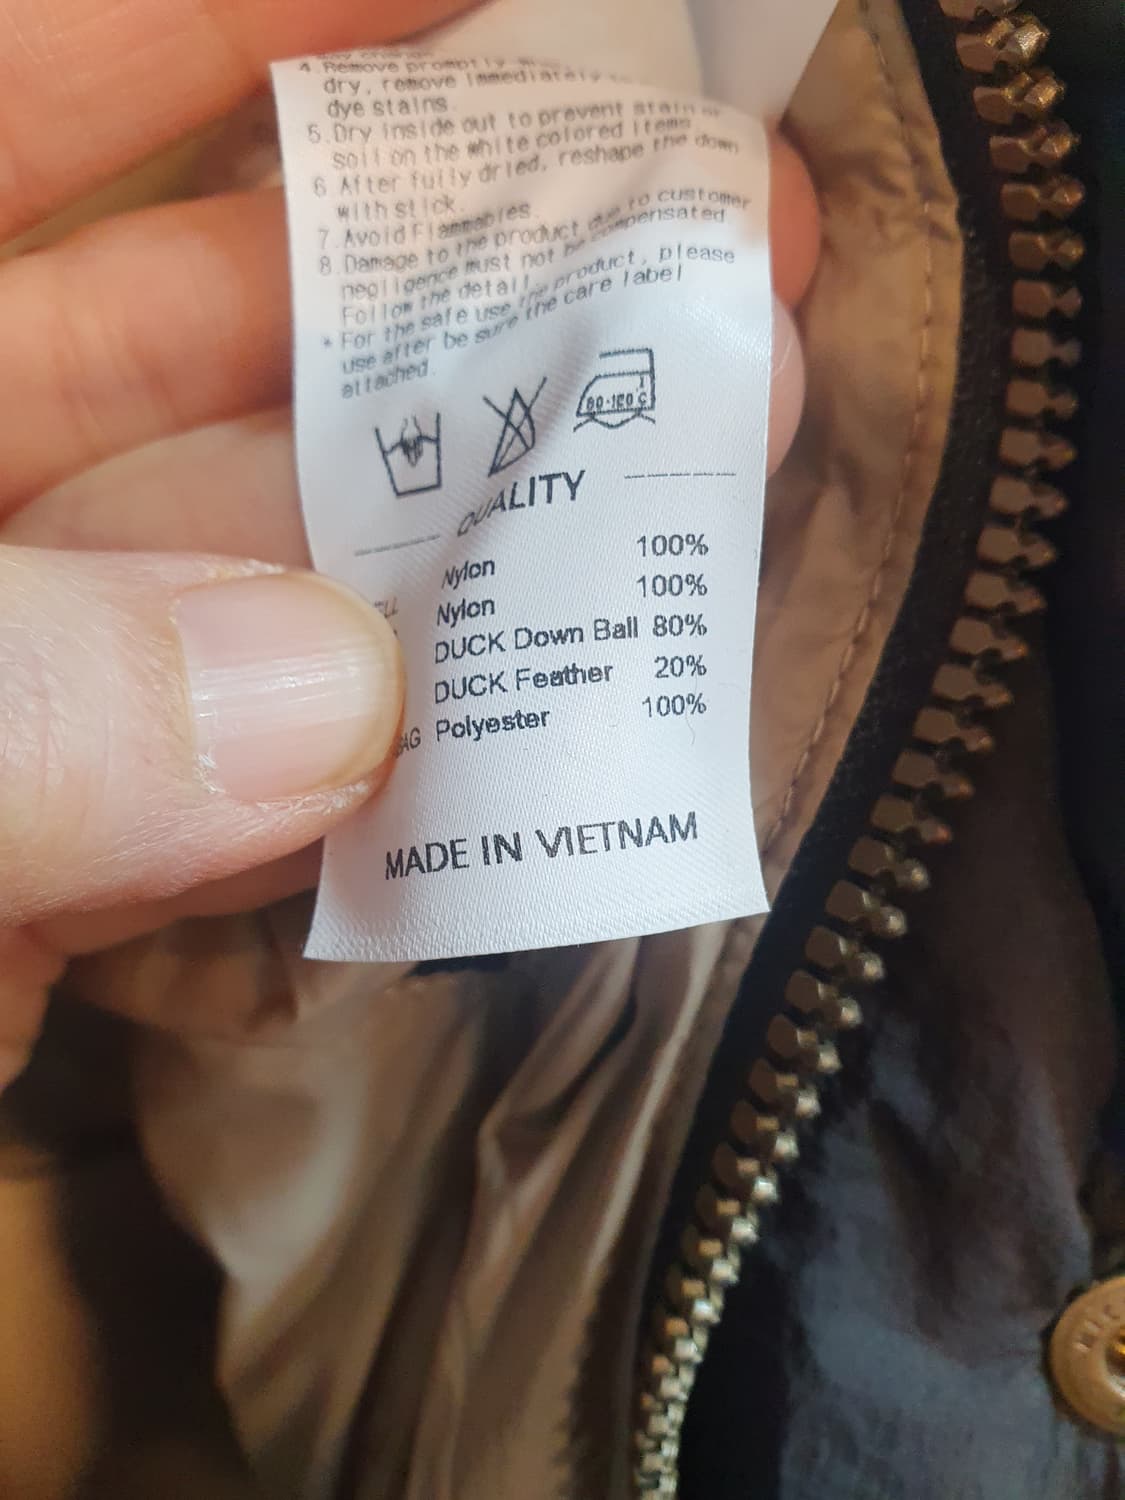 4.Remove promptly
dry, remove immediately to
dye stains.
5.Dry inside out to prevent stain or
soil on the white colored items
6 After fully dried, reshape the down
with stick.
7.Avoid Flammables.
8.Damage to the product due to customer
negligence must not be compensated
Follow the detail
* For the safe use the product, please
use after be sure the care label
attached.
80-120℃
QUALITY
Nylon 100%
Nylon 100%
DUCK Down Ball 80%
DUCK Feather 20%
Polyester 100%
MADE IN VIETNAM